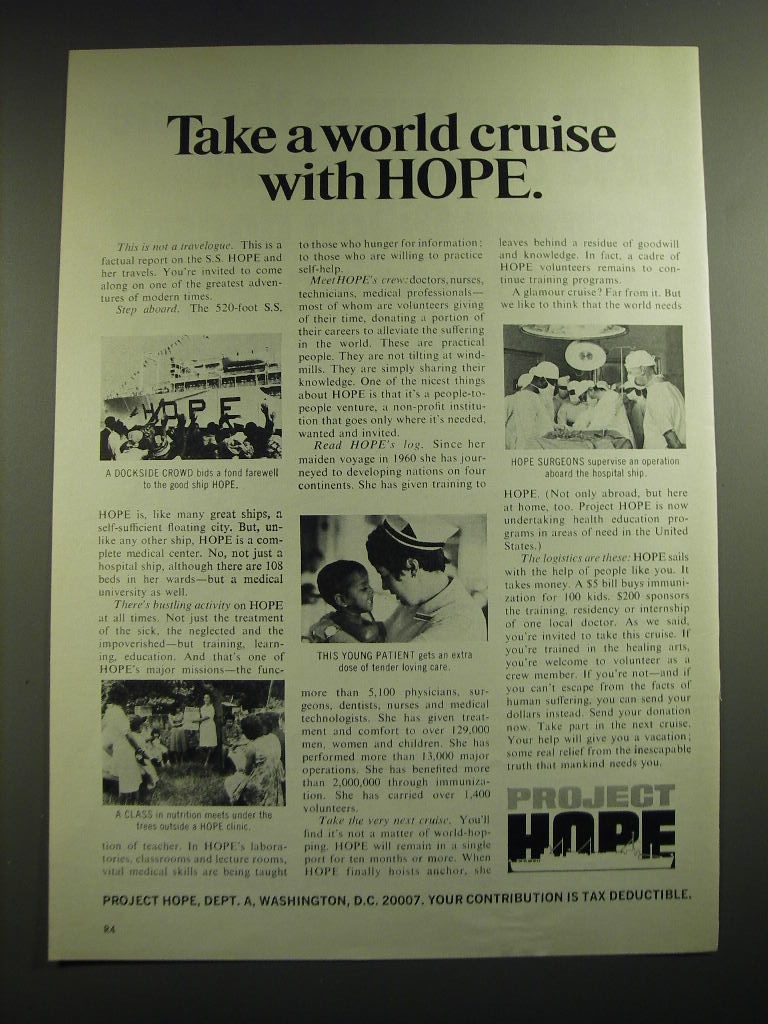 Take a world cruise
with HOPE.
This is not a travelogue. This is a
factual report on the S.S. HOPE and
her travels. You're invited to come
along on one of the greatest adven-
tures of modern times.
Step aboard. The 520-foot S.S.
HOPE
A DOCKSIDE CROWD bids a fond farewell
to the good ship HOPE.
HOPE is, like many great ships, a
self-sufficient floating city. But, un-
like any other ship, HOPE is a com-
plete medical center. No, not just a
hospital ship, although there are 108
beds in her wards—but a medical
university as well.
There's bustling activity on HOPE
at all times. Not just the treatment
of the sick, the neglected and the
impoverished—but training, learn-
ing, education. And that's one of
HOPE's major missions—the func-
A CLASS in nutrition meets under the
trees outside a HOPE clinic.
tion of teacher. In HOPE's labora-
tories, classrooms and lecture rooms,
vital medical skills are being taught
to those who hunger for information;
to those who are willing to practice
self-help.
Meet HOPE's crew: doctors, nurses,
technicians, medical professionals—
most of whom are volunteers giving
of their time, donating a portion of
their careers to alleviate the suffering
in the world. These are practical
people. They are not tilting at wind-
mills. They are simply sharing their
knowledge. One of the nicest things
about HOPE is that it's a people-to-
people venture, a non-profit institu-
tion that goes only where it's needed,
wanted and invited.
Read HOPE's log. Since her
maiden voyage in 1960 she has jour-
neyed to developing nations on four
continents. She has given training to
THIS YOUNG PATIENT gets an extra
dose of tender loving care.
more than 5,100 physicians, sur-
geons, dentists, nurses and medical
technologists. She has given treat-
ment and comfort to over 129,000
men, women and children. She has
performed more than 13,000 major
operations. She has benefited more
than 2,000,000 through immuniza-
tion. She has carried over 1,400
volunteers.
Take the very next cruise. You'll
find it's not a matter of world-hop-
ping. HOPE will remain in a single
port for ten months or more. When
HOPE finally hoists anchor, she
leaves behind a residue of goodwill
and knowledge. In fact, a cadre of
HOPE volunteers remains to con-
tinue training programs.
A glamour cruise? Far from it. But
we like to think that the world needs
HOPE SURGEONS supervise an operation
aboard the hospital ship.
HOPE. (Not only abroad, but here
at home, too. Project HOPE is now
undertaking health education pro-
grams in areas of need in the United
States.)
The logistics are these: HOPE sails
with the help of people like you. It
takes money. A $5 bill buys immuni-
zation for 100 kids. $200 sponsors
the training, residency or internship
of one local doctor. As we said,
you're invited to take this cruise. If
you're trained in the healing arts,
you're welcome to volunteer as a
crew member. If you're not—and if
you can't escape from the facts of
human suffering, you can send your
dollars instead. Send your donation
now. Take part in the next cruise.
Your help will give you a vacation;
some real relief from the inescapable
truth that mankind needs you.
PROJECT
HOPE
PROJECT HOPE, DEPT. A, WASHINGTON, D.C. 20007. YOUR CONTRIBUTION IS TAX DEDUCTIBLE.
R4